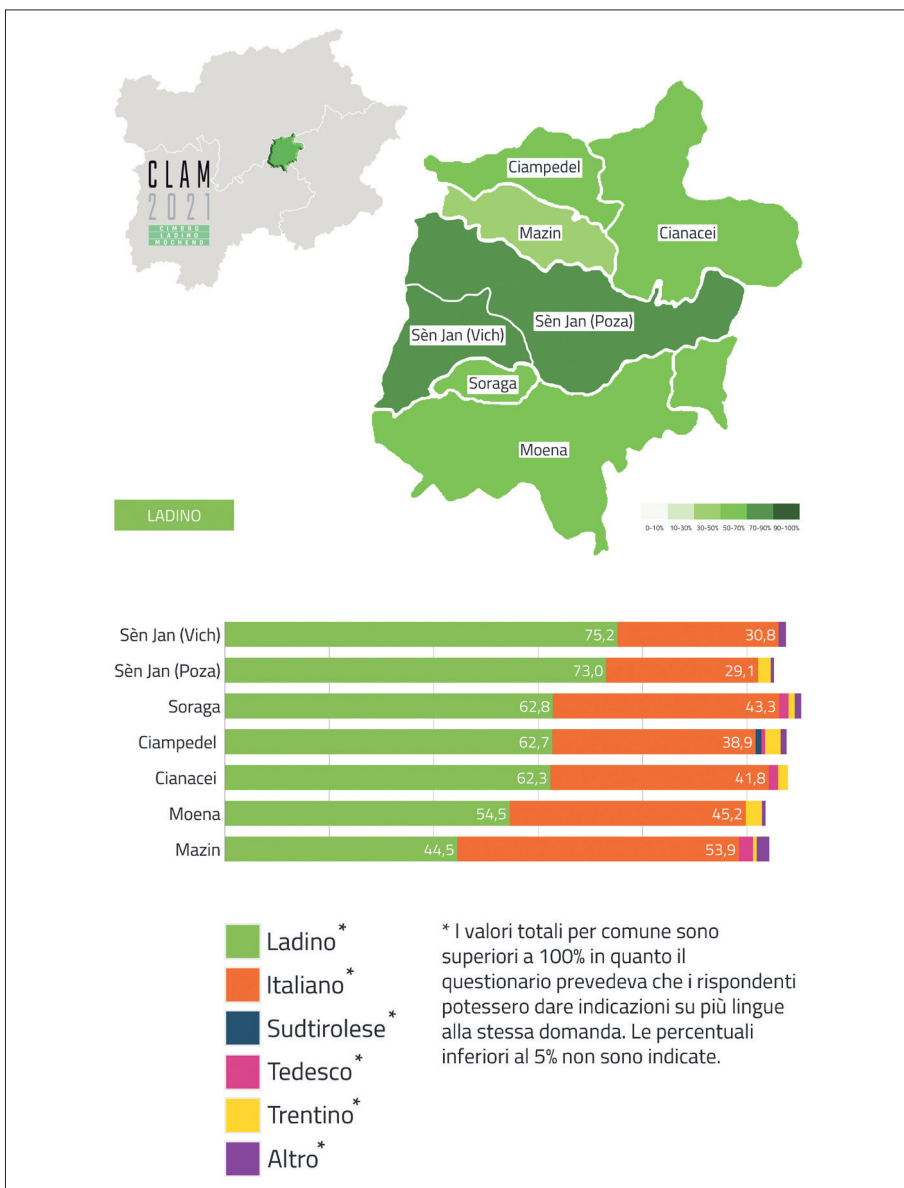 CLAM
2021
CIMBRO
LADINO
MÒCHENO
Ciampedel
Mazin
Cianacei
Sèn Jan (Poza)
Sèn Jan (Vich)
Soraga
Moena
LADINO
0-10% 10-30% 30-50% 50-70% 70-90% 90-100%
Sèn Jan (Vich) 75,2 30,8
Sèn Jan (Poza) 73,0 29,1
Soraga 62,8 43,3
Ciampedel 62,7 38,9
Cianacei 62,3 41,8
Moena 54,5 45,2
Mazin 44,5 53,9
Ladino*
Italiano*
Sudtirolese*
Tedesco*
Trentino*
Altro*
* I valori totali per comune sono
superiori a 100% in quanto il
questionario prevedeva che i rispondenti
potessero dare indicazioni su più lingue
alla stessa domanda. Le percentuali
inferiori al 5% non sono indicate.